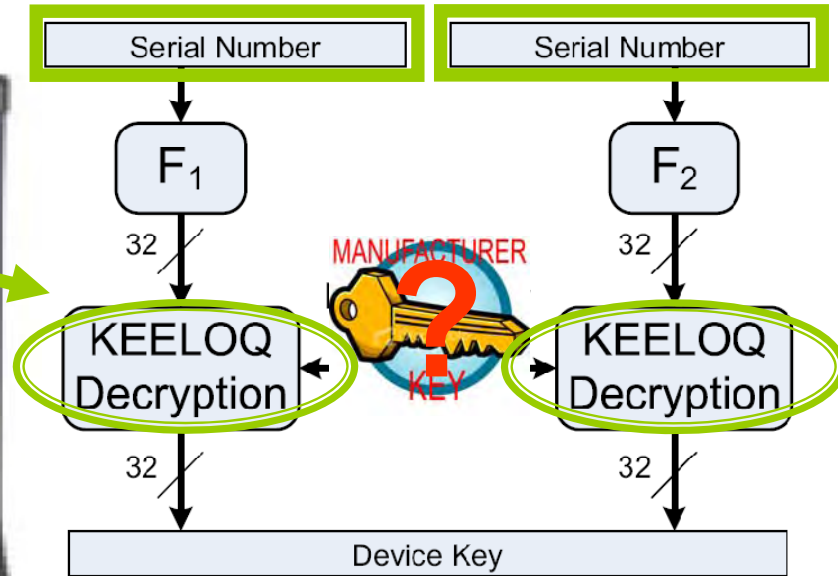 Serial Number
Serial Number
F₁
F₂
32
32
MANUFACTURER
?
KEY
KEELOQ
Decryption
KEELOQ
Decryption
32
32
Device Key